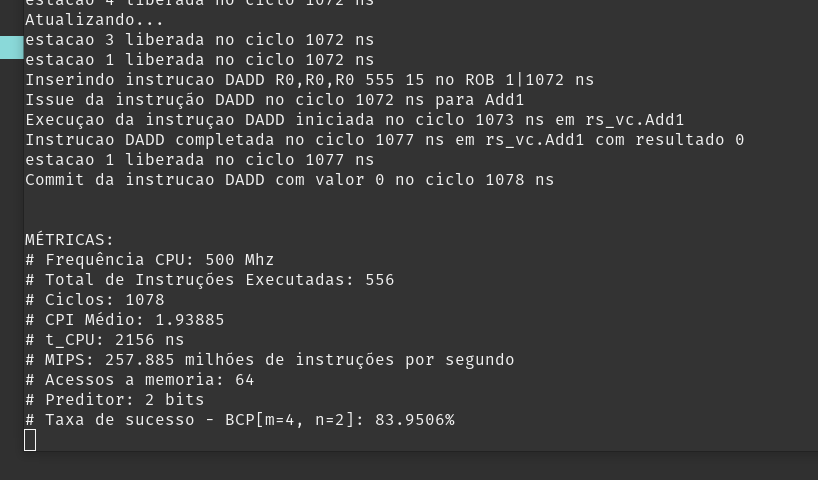 estacao 4 liberada no ciclo 1072 ns
Atualizando...
estacao 3 liberada no ciclo 1072 ns
estacao 1 liberada no ciclo 1072 ns
Inserindo instrucao DADD R0,R0,R0 555 15 no ROB 1|1072 ns
Issue da instrução DADD no ciclo 1072 ns para Add1
Execuçao da instruçao DADD iniciada no ciclo 1073 ns em rs_vc.Add1
Instrucao DADD completada no ciclo 1077 ns em rs_vc.Add1 com resultado 0
estacao 1 liberada no ciclo 1077 ns
Commit da instrucao DADD com valor 0 no ciclo 1078 ns
MÉTRICAS:
# Frequência CPU: 500 Mhz
# Total de Instruções Executadas: 556
# Ciclos: 1078
# CPI Médio: 1.93885
# t_CPU: 2156 ns
# MIPS: 257.885 milhões de instruções por segundo
# Acessos a memoria: 64
# Preditor: 2 bits
# Taxa de sucesso - BCP[m=4, n=2]: 83.9506%